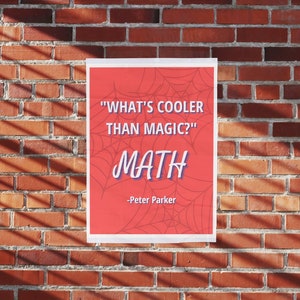 "WHAT'S COOLER
THAN MAGIC?"
MATH
-Peter Parker